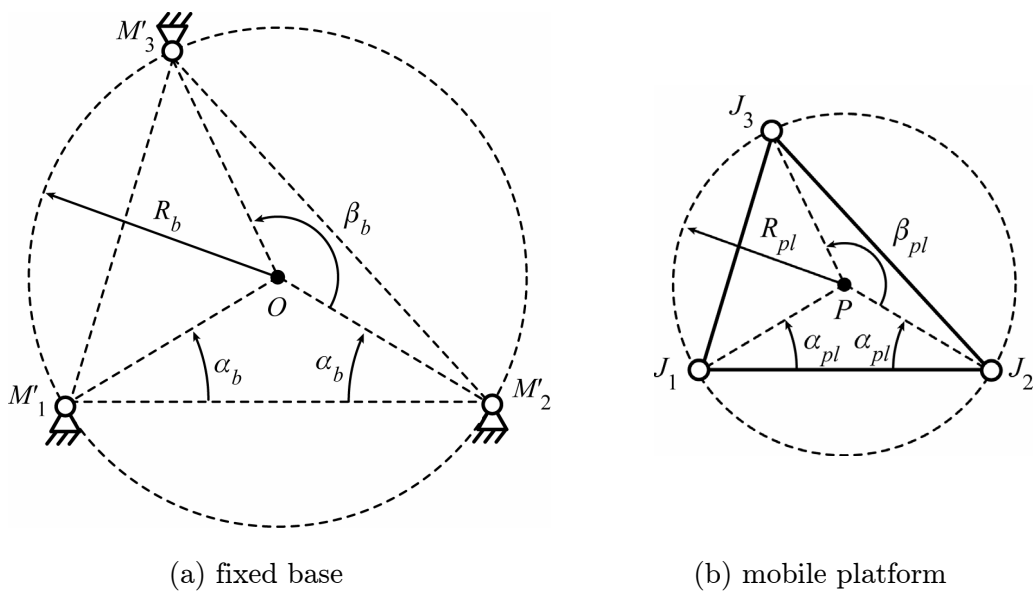 M′₃
J₃
R_b
β_b
R_pl
β_pl
O
P
α_b α_b
α_pl α_pl
M′₁
M′₂
J₁
J₂
(a) fixed base
(b) mobile platform